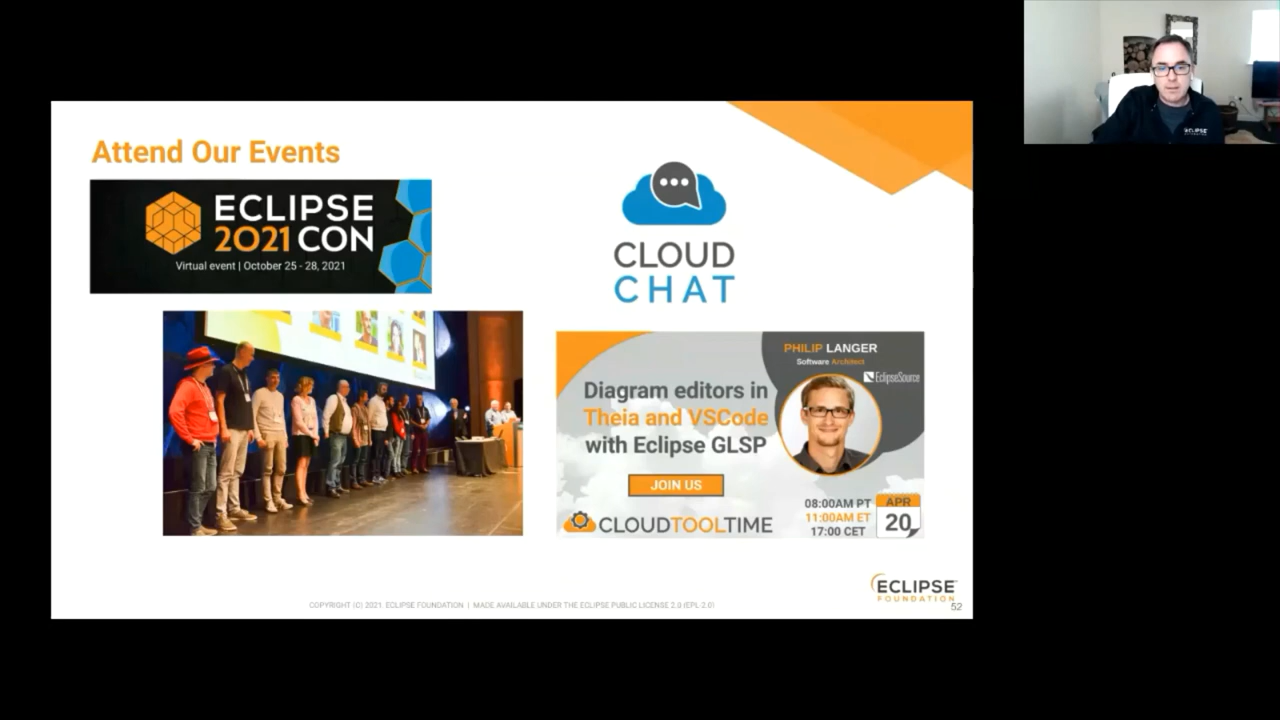 Attend Our Events
ECLIPSE
2021 CON
Virtual event | October 25 - 28, 2021
CLOUD
CHAT
PHILIP LANGER
Software Architect
EclipseSource
Diagram editors in
Theia and VSCode
with Eclipse GLSP
JOIN US
CLOUDTOOLTIME
08:00AM PT
11:00AM ET
17:00 CET
APR
20
ECLIPSE
FOUNDATION
COPYRIGHT (C) 2021. ECLIPSE FOUNDATION | MADE AVAILABLE UNDER THE ECLIPSE PUBLIC LICENSE 2.0 (EPL-2.0)
52
ECLIPSE